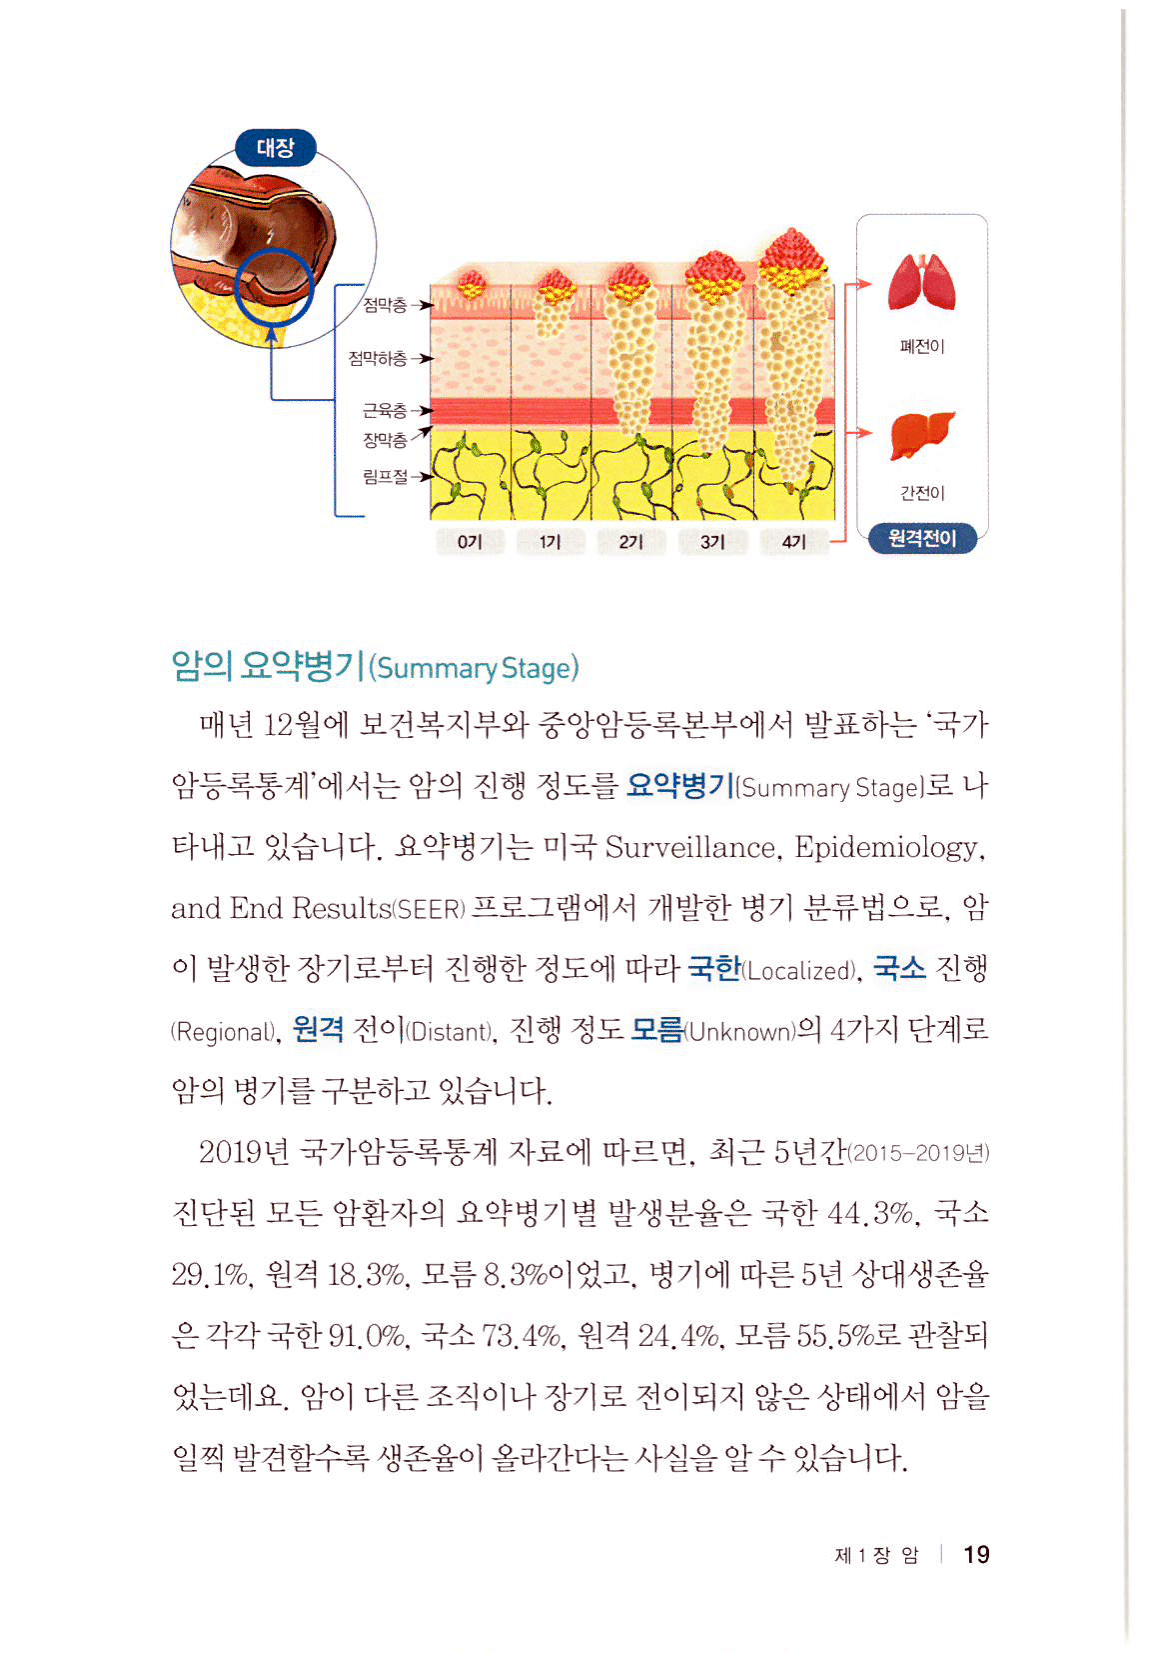 대장
점막층
점막하층
근육층
장막층
림프절
0기
1기
2기
3기
4기
폐전이
간전이
원격전이
암의 요약병기(Summary Stage)
매년 12월에 보건복지부와 중앙암등록본부에서 발표하는 ‘국가
암등록통계’에서는 암의 진행 정도를 요약병기(Summary Stage)로 나
타내고 있습니다. 요약병기는 미국 Surveillance, Epidemiology,
and End Results(SEER) 프로그램에서 개발한 병기 분류법으로, 암
이 발생한 장기로부터 진행한 정도에 따라 국한(Localized), 국소 진행
(Regional), 원격 전이(Distant), 진행 정도 모름(Unknown)의 4가지 단계로
암의 병기를 구분하고 있습니다.
2019년 국가암등록통계 자료에 따르면, 최근 5년간(2015-2019년)
진단된 모든 암환자의 요약병기별 발생분율은 국한 44.3%, 국소
29.1%, 원격 18.3%, 모름 8.3%이었고, 병기에 따른 5년 상대생존율
은 각각 국한 91.0%, 국소 73.4%, 원격 24.4%, 모름 55.5%로 관찰되
었는데요. 암이 다른 조직이나 장기로 전이되지 않은 상태에서 암을
일찍 발견할수록 생존율이 올라간다는 사실을 알 수 있습니다.
제1장 암 | 19